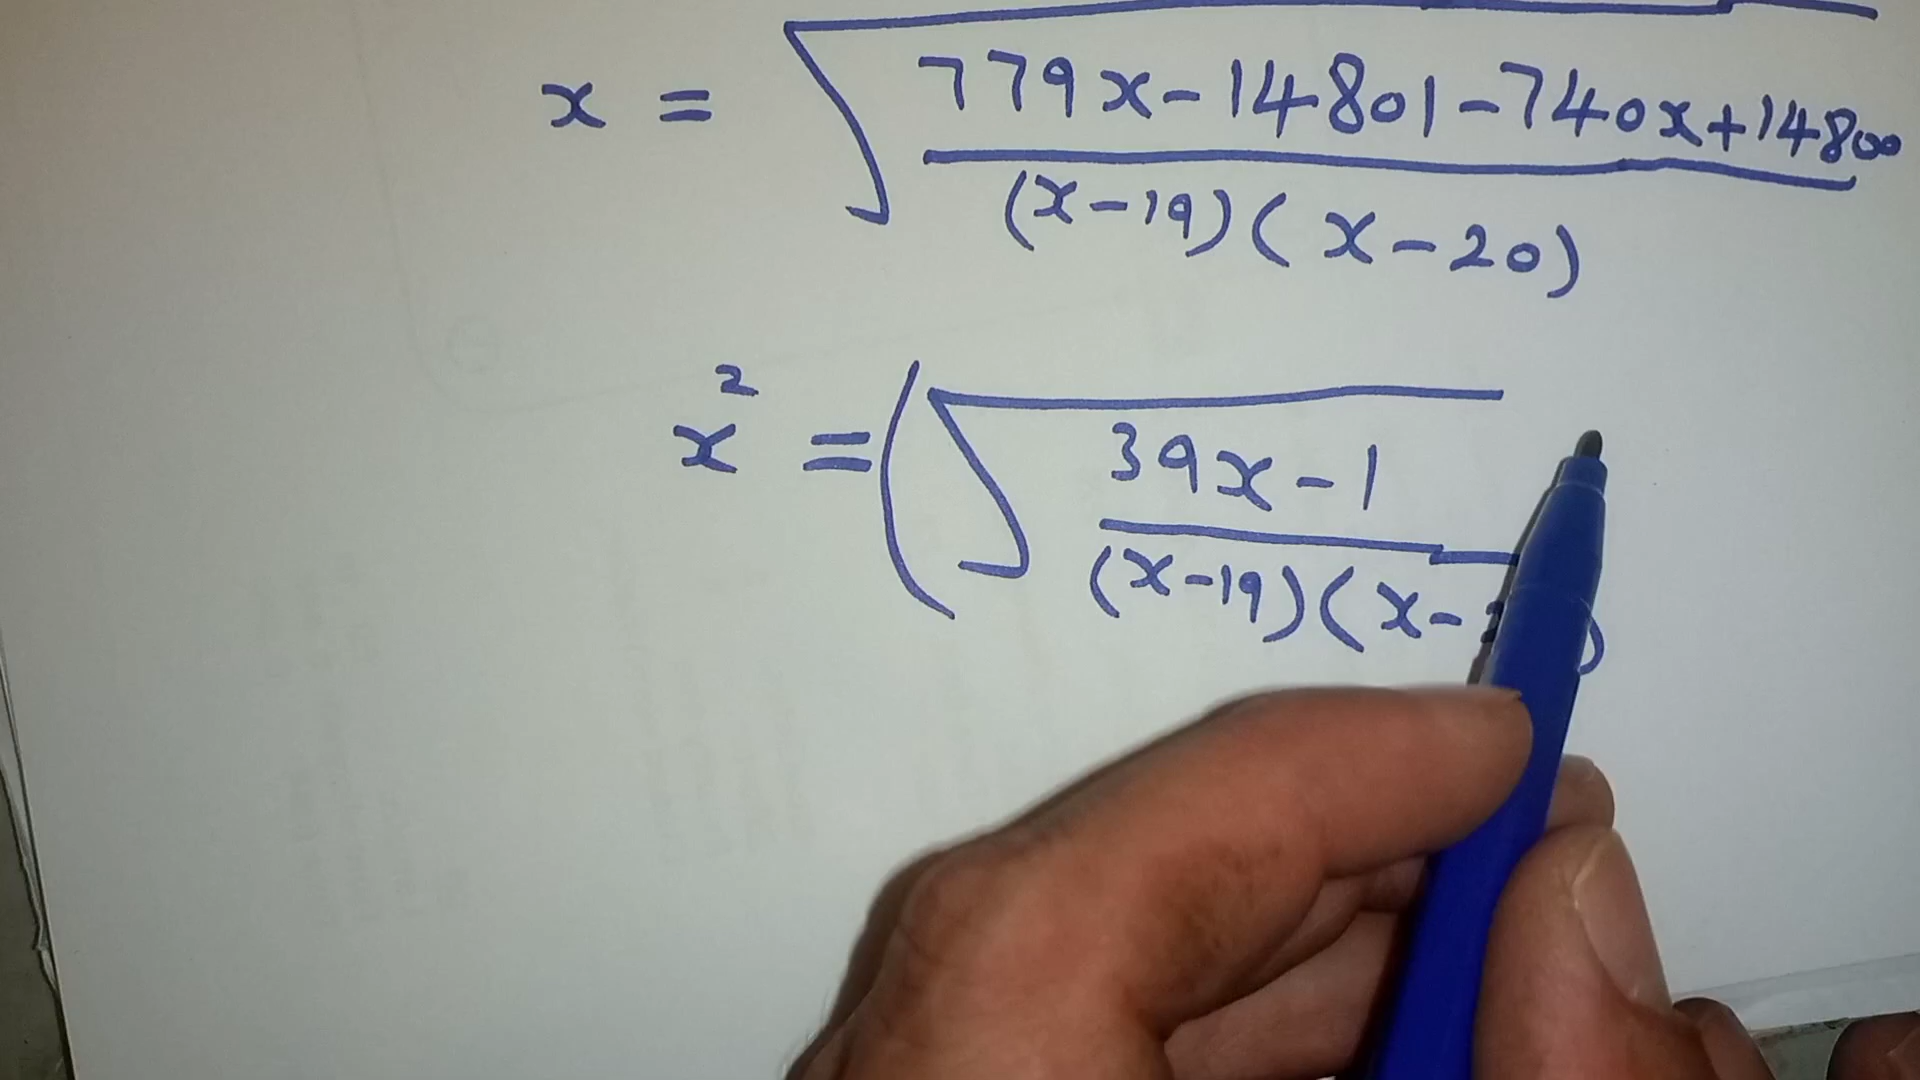 x = √ 779x-14801-740x+14800
(x-19)(x-20)
x² = (√ 39x-1
(x-19)(x- )